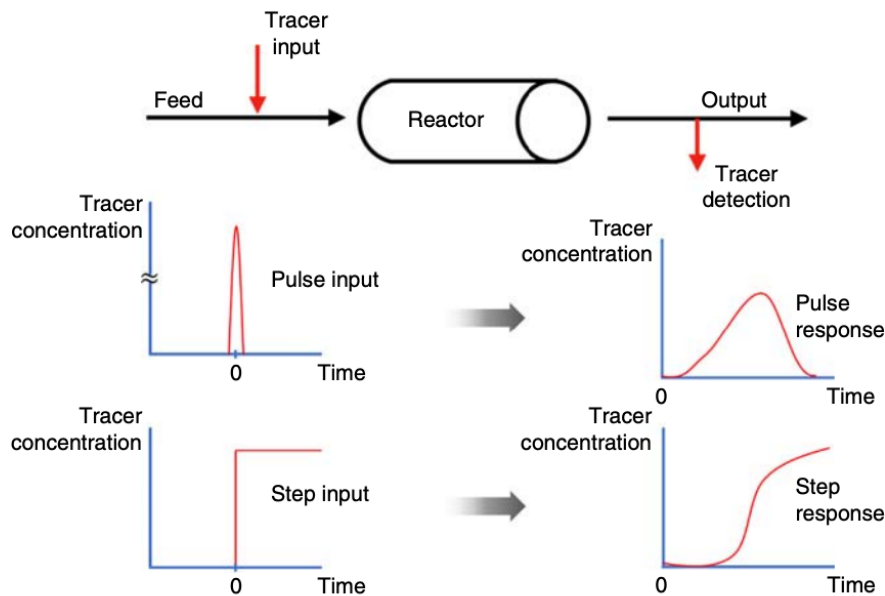 Tracer
input
Feed
Reactor
Output
Tracer
detection
Tracer
concentration
Pulse input
0
Time
Tracer
concentration
Pulse
response
0
Time
Tracer
concentration
Step input
0
Time
Tracer
concentration
Step
response
0
Time